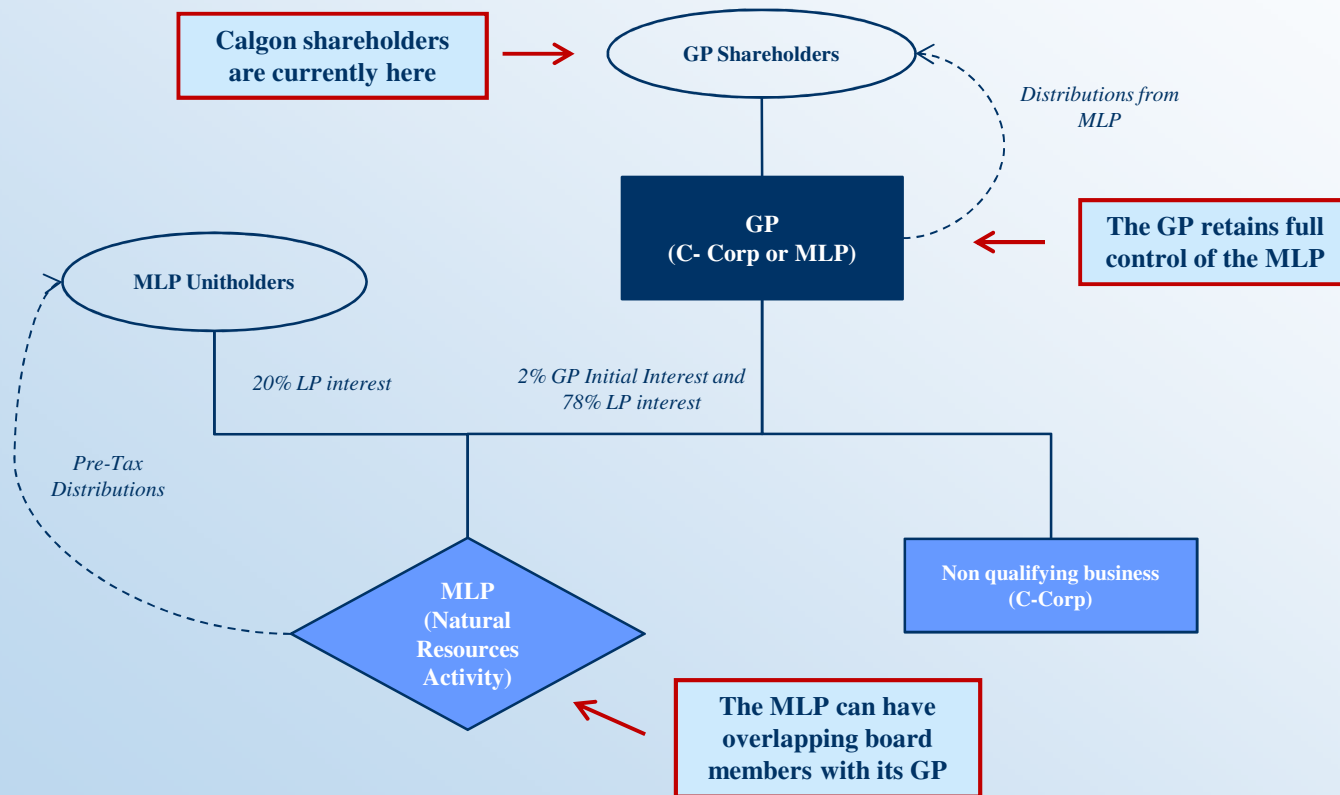 Calgon shareholders
are currently here
GP Shareholders
Distributions from
MLP
GP
(C- Corp or MLP)
The GP retains full
control of the MLP
MLP Unitholders
20% LP interest
2% GP Initial Interest and
78% LP interest
Pre-Tax
Distributions
MLP
(Natural
Resources
Activity)
Non qualifying business
(C-Corp)
The MLP can have
overlapping board
members with its GP